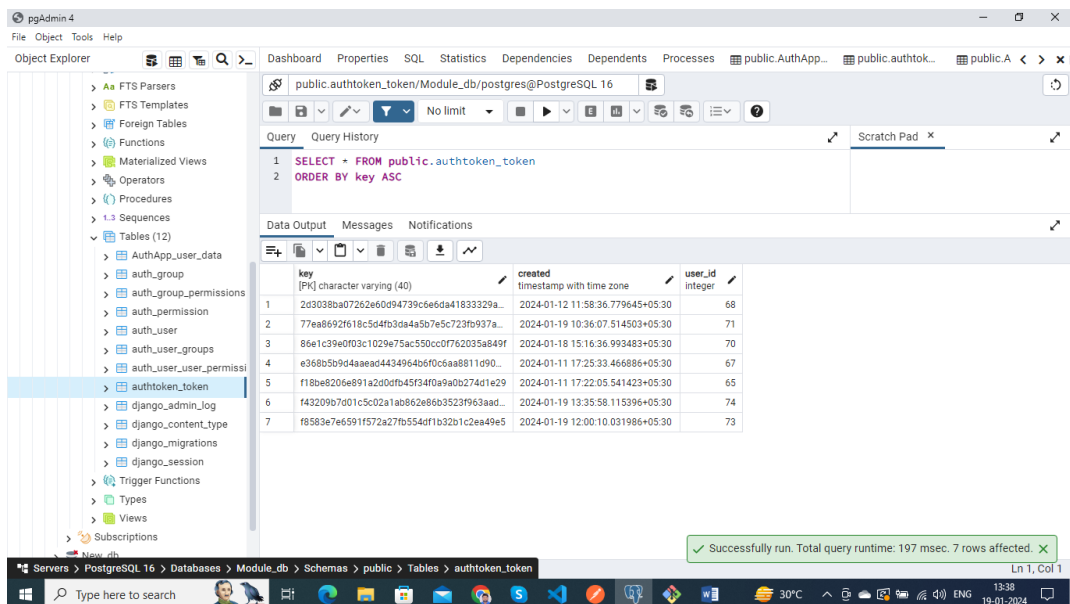 pgAdmin 4
File Object Tools Help
Object Explorer
Dashboard Properties SQL Statistics Dependencies Dependents Processes public.AuthApp... public.authtok... public.A
public.authtoken_token/Module_db/postgres@PostgreSQL 16
No limit
Query Query History
Scratch Pad
1 SELECT * FROM public.authtoken_token
2 ORDER BY key ASC
Data Output Messages Notifications
key
[PK] character varying (40)
created
timestamp with time zone
user_id
integer
1 2d3038ba07262e60d94739c6e6da41833329a... 2024-01-12 11:58:36.779645+05:30 68
2 77ea8692f618c5d4fb3da4a5b7e5c723fb937a... 2024-01-19 10:36:07.514503+05:30 71
3 86e1c39e0f03c1029e75ac550cc0f762035a849f 2024-01-18 15:16:36.993483+05:30 70
4 e368b5b9d4aaead4434964b6f0c6aa8811d90... 2024-01-11 17:25:33.466886+05:30 67
5 f18be8206e891a2d0dfb45f34f0a9a0b274d1e29 2024-01-11 17:22:05.541423+05:30 65
6 f43209b7d01c5c02a1ab862e86b3523f963aad... 2024-01-19 13:35:58.115396+05:30 74
7 f8583e7e6591f572a27fb554df1b32b1c2ea49e5 2024-01-19 12:00:10.031986+05:30 73
Aa FTS Parsers
FTS Templates
Foreign Tables
Functions
Materialized Views
Operators
Procedures
1..3 Sequences
Tables (12)
AuthApp_user_data
auth_group
auth_group_permissions
auth_permission
auth_user
auth_user_groups
auth_user_user_permissi
authtoken_token
django_admin_log
django_content_type
django_migrations
django_session
Trigger Functions
Types
Views
Subscriptions
New_db
Successfully run. Total query runtime: 197 msec. 7 rows affected.
Servers > PostgreSQL 16 > Databases > Module_db > Schemas > public > Tables > authtoken_token
Ln 1, Col 1
Type here to search
30°C
ENG
13:38
19-01-2024